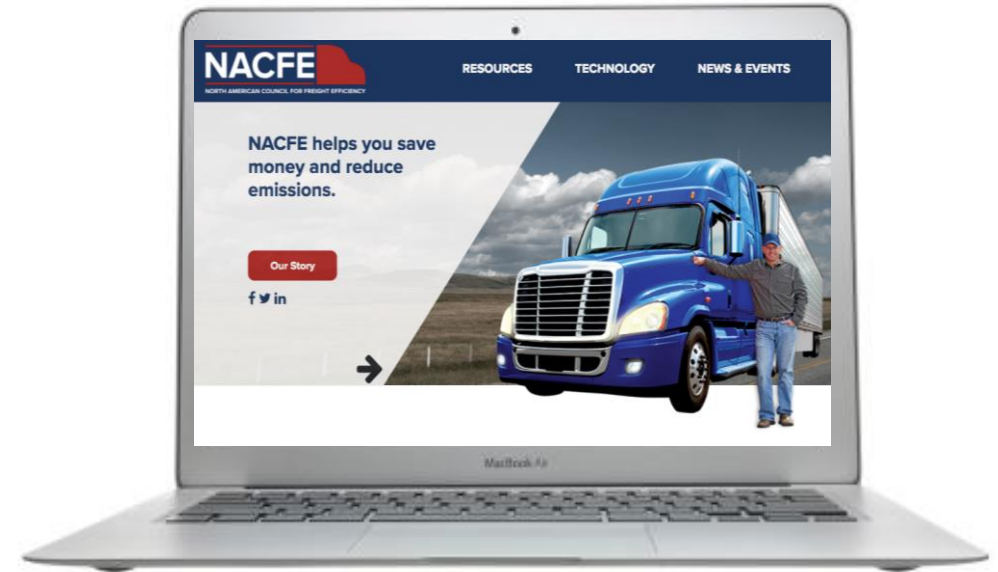 NACFE
NORTH AMERICAN COUNCIL FOR FREIGHT EFFICIENCY
RESOURCES TECHNOLOGY NEWS & EVENTS
NACFE helps you save
money and reduce
emissions.
Our Story
MacBook Air